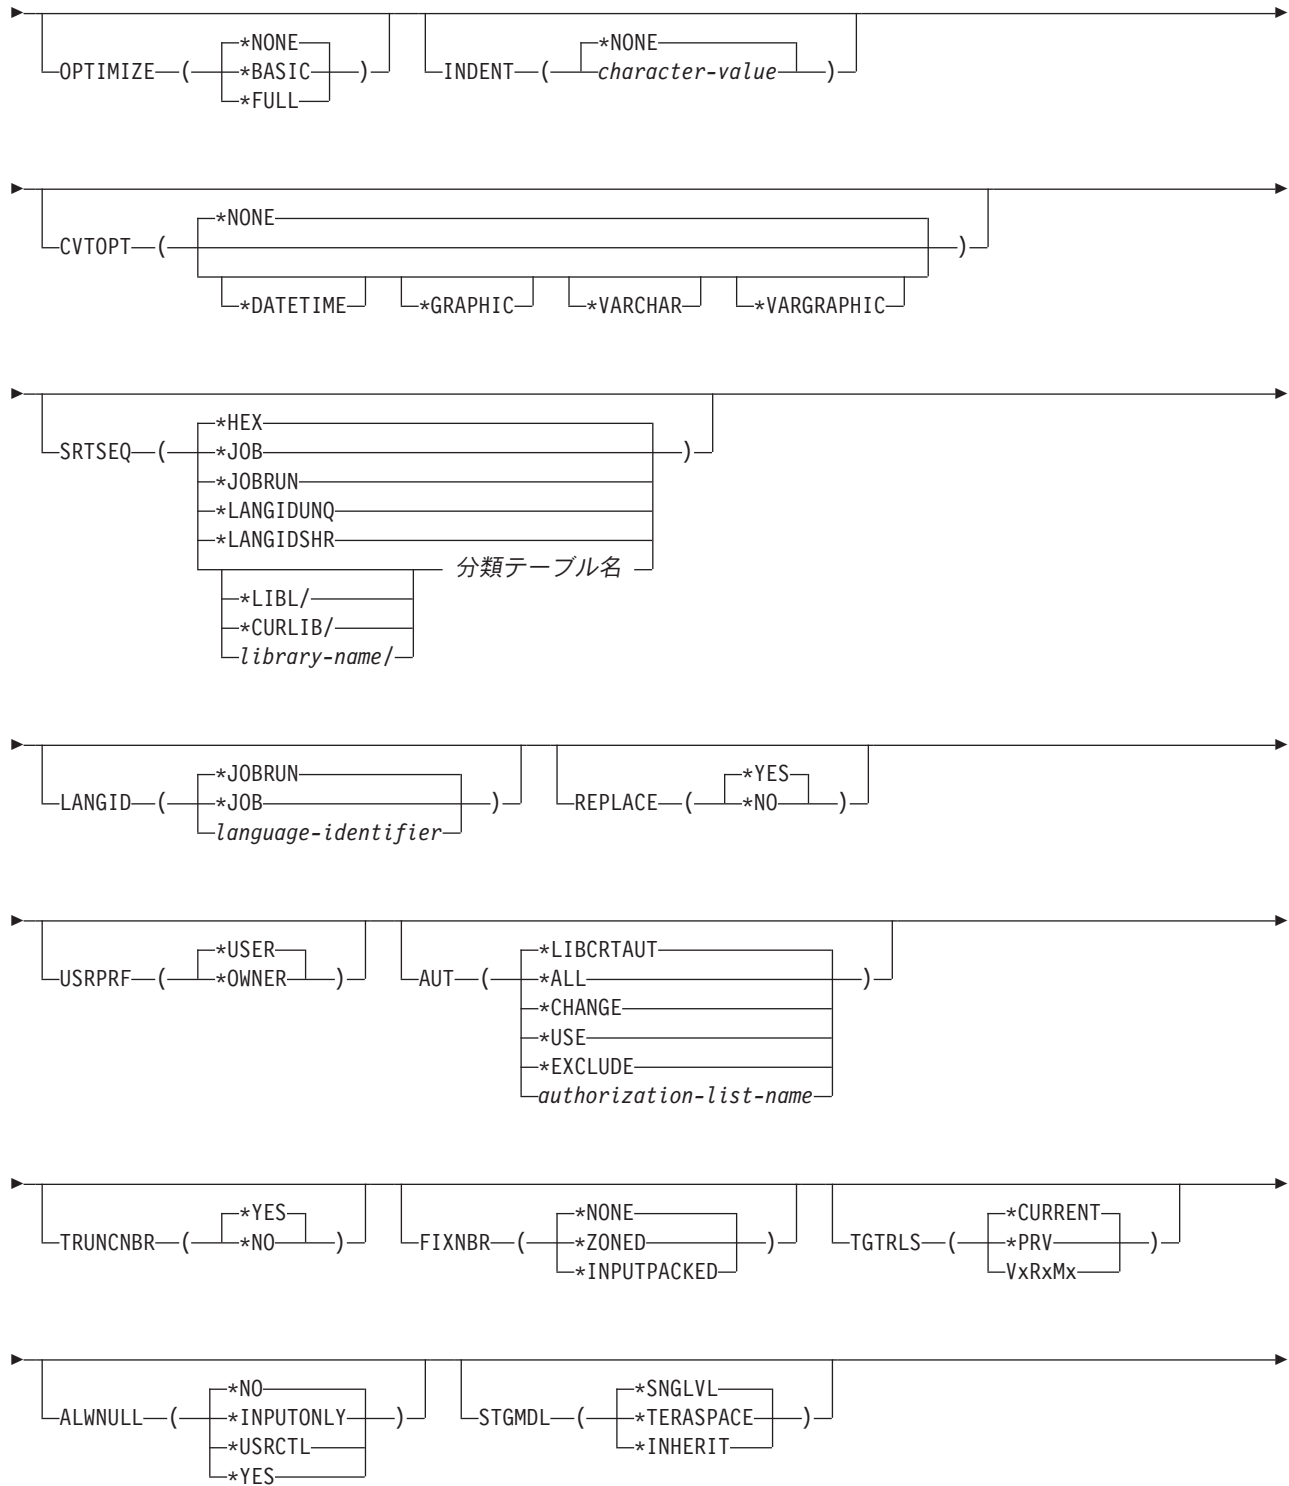 *NONE *NONE
OPTIMIZE ( *BASIC ) INDENT ( character-value )
*FULL
*NONE
CVTOPT ( )
*DATETIME *GRAPHIC *VARCHAR *VARGRAPHIC
*HEX
SRTSEQ ( *JOB )
*JOBRUN
*LANGIDUNQ
*LANGIDSHR
分類テーブル名
*LIBL/
*CURLIB/
library-name/
*JOBRUN *YES
LANGID ( *JOB ) REPLACE ( *NO )
language-identifier
*USER *LIBCRTAUT
USRPRF ( *OWNER ) AUT ( *ALL )
*CHANGE
*USE
*EXCLUDE
authorization-list-name
*YES *NONE *CURRENT
TRUNCNBR ( *NO ) FIXNBR ( *ZONED ) TGTRLS ( *PRV )
*INPUTPACKED VxRxMx
*NO *SNGLVL
ALWNULL ( *INPUTONLY ) STGMDL ( *TERASPACE )
*USRCTL *INHERIT
*YES